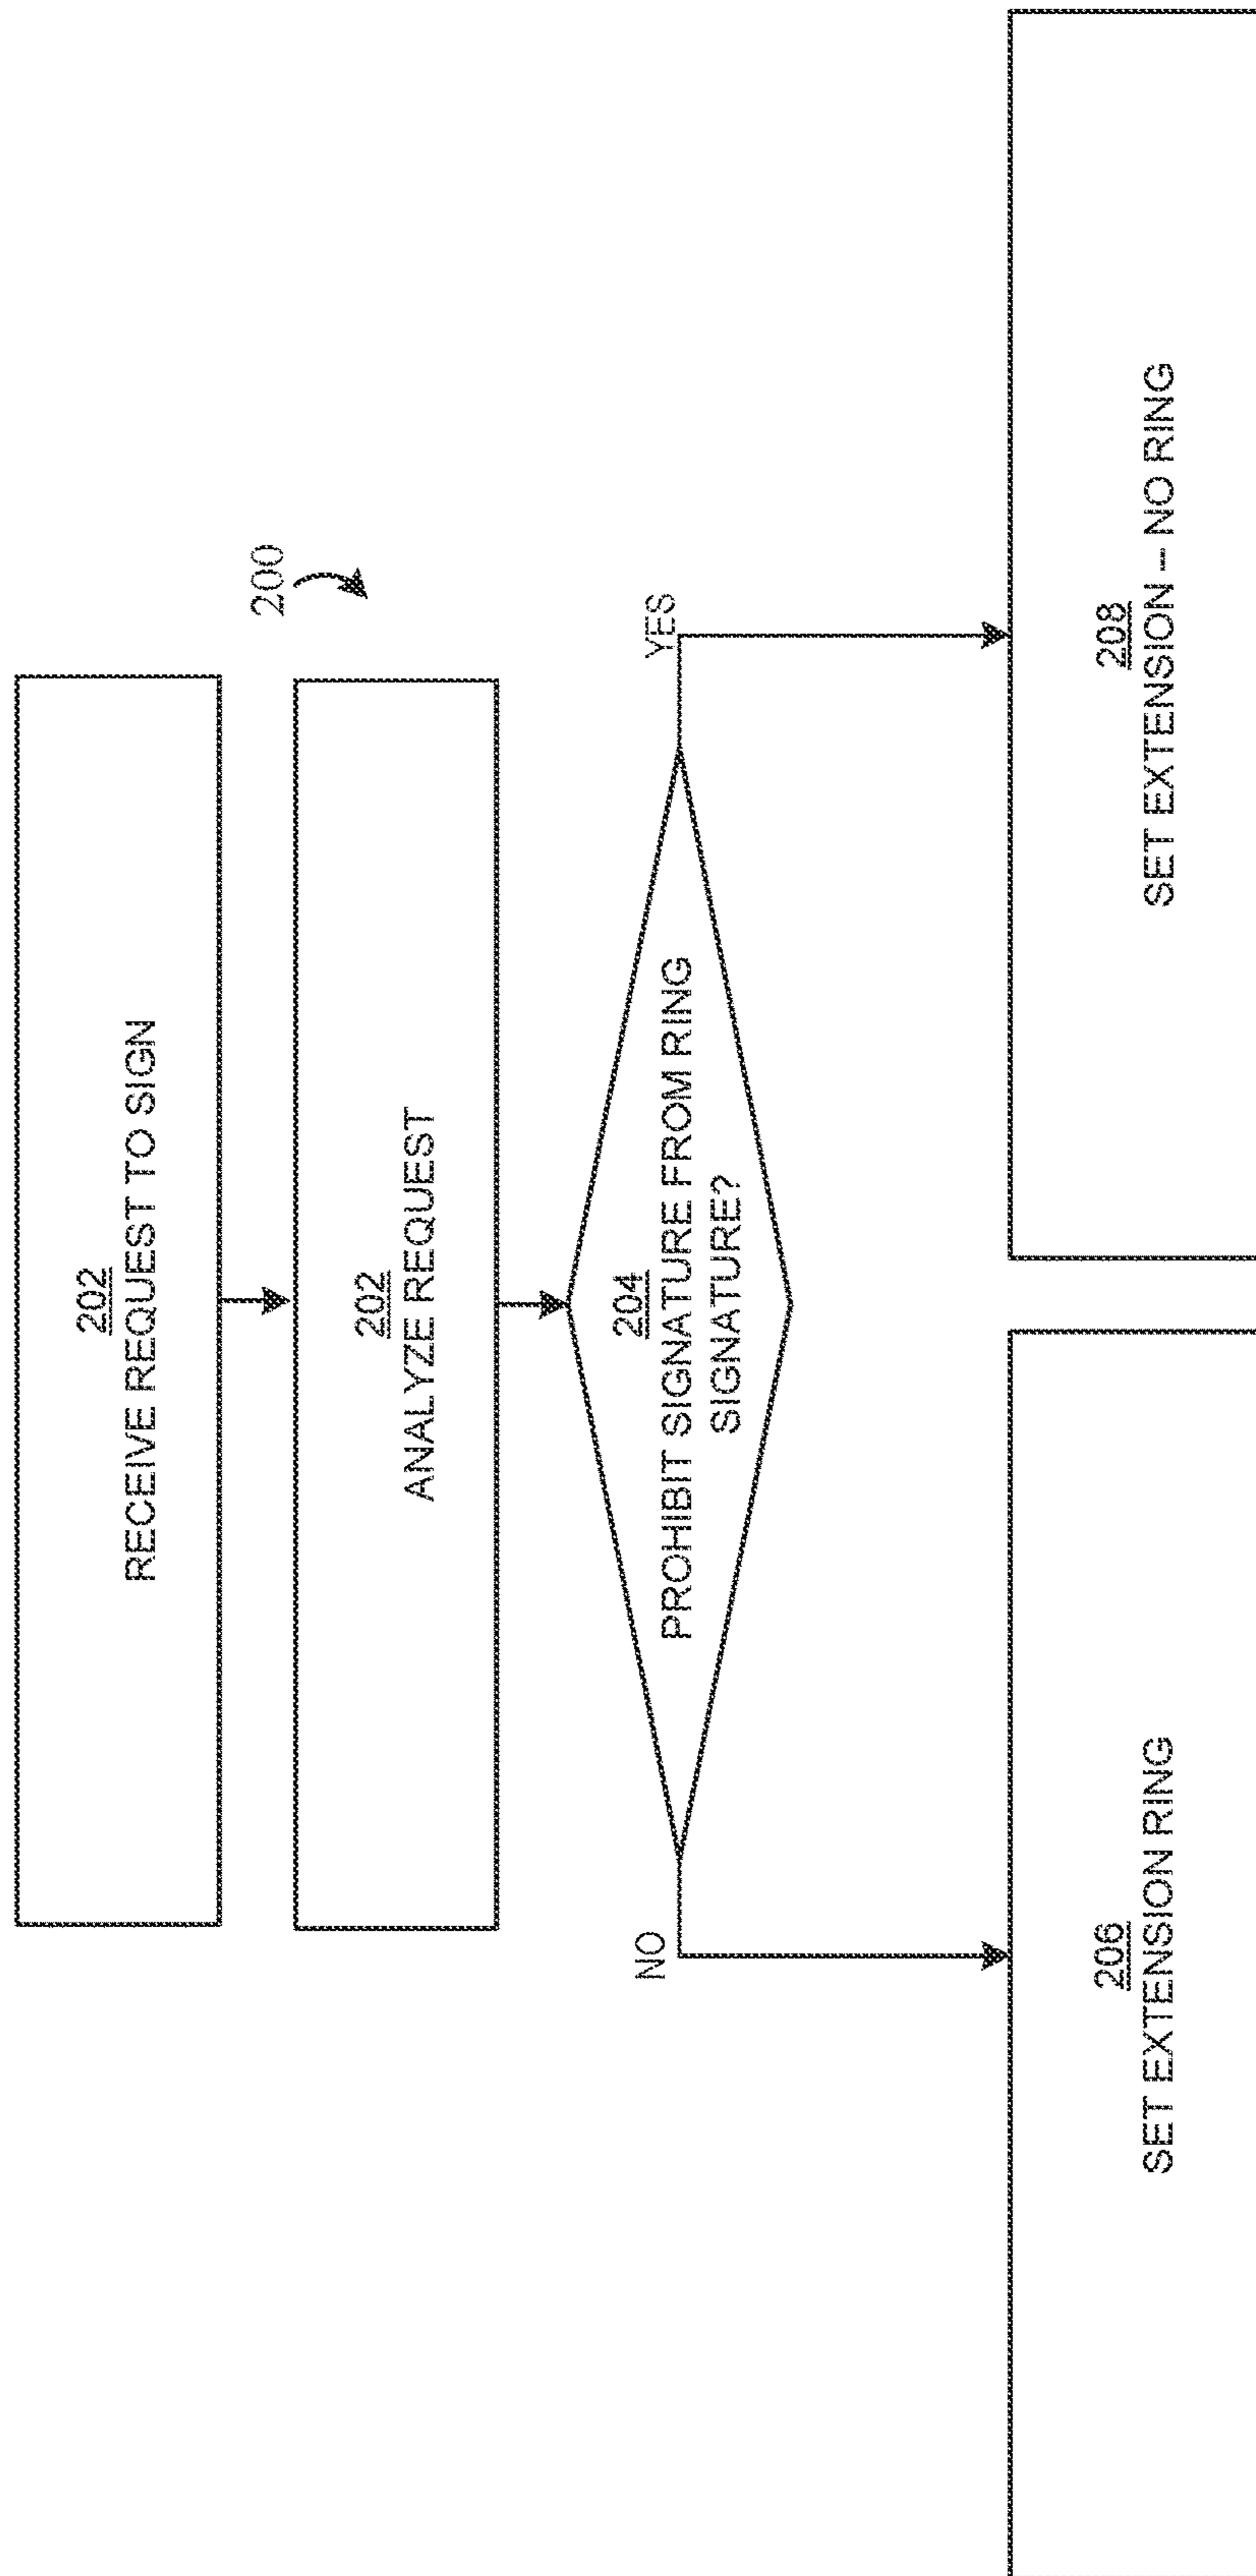 202
RECEIVE REQUEST TO SIGN
200
202
ANALYZE REQUEST
204
PROHIBIT SIGNATURE FROM RING
SIGNATURE?
NO
YES
206
SET EXTENSION RING
208
SET EXTENSION – NO RING